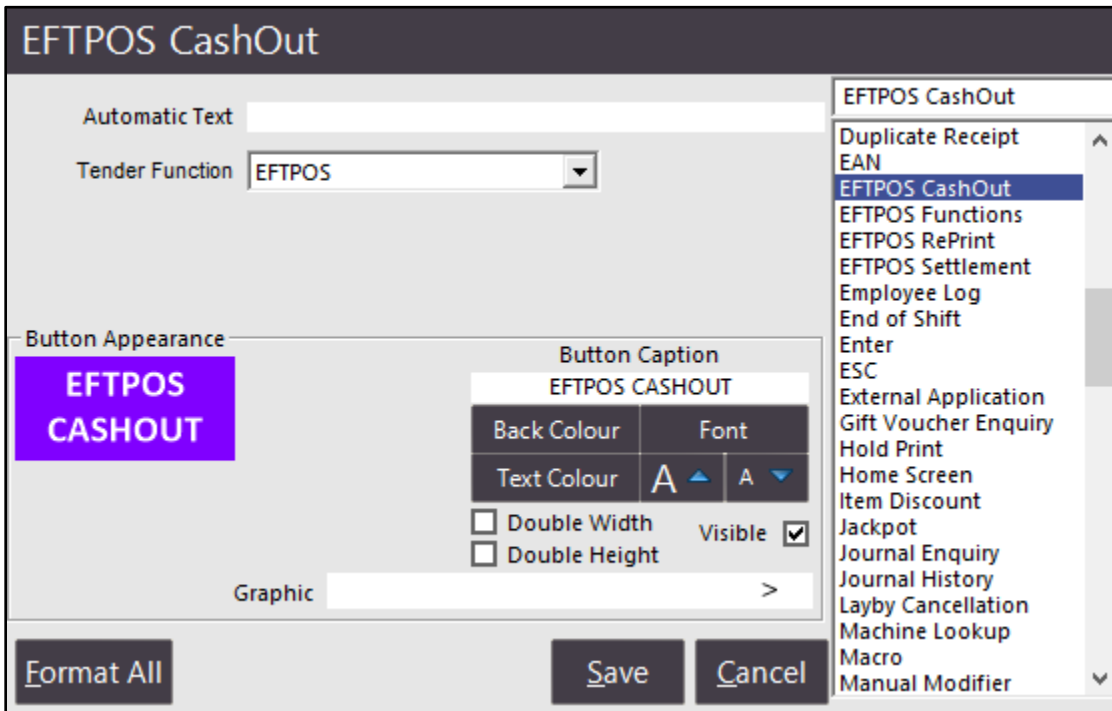 EFTPOS CashOut
Automatic Text
Tender Function EFTPOS
Button Appearance
EFTPOS
CASHOUT
Button Caption
EFTPOS CASHOUT
Back Colour Font
Text Colour A A
Double Width Visible
Double Height
Graphic >
Format All Save Cancel
EFTPOS CashOut
Duplicate Receipt
EAN
EFTPOS CashOut
EFTPOS Functions
EFTPOS RePrint
EFTPOS Settlement
Employee Log
End of Shift
Enter
ESC
External Application
Gift Voucher Enquiry
Hold Print
Home Screen
Item Discount
Jackpot
Journal Enquiry
Journal History
Layby Cancellation
Machine Lookup
Macro
Manual Modifier